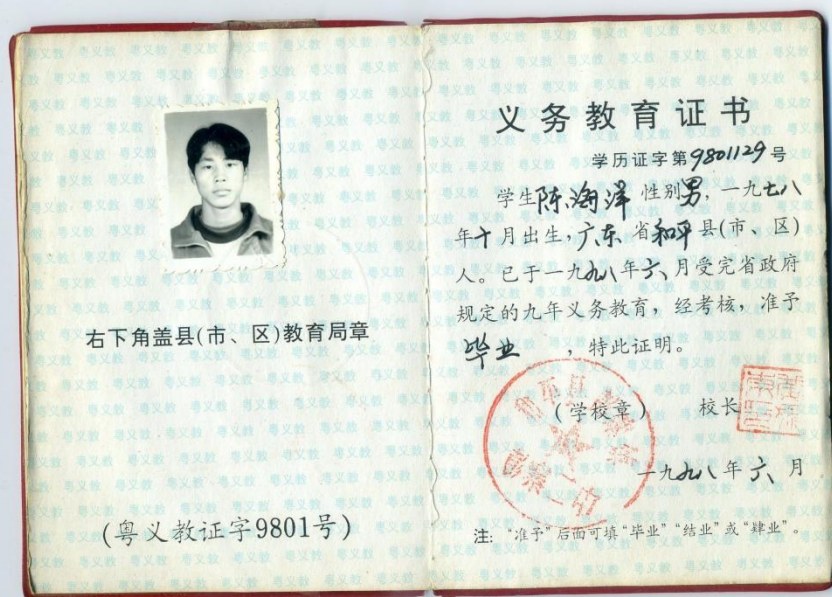 右下角盖县(市、区)教育局章
(粤义教证字9801号)
义务教育证书
学历证字第9801129号
学生陈海洋 性别男,一九七八
年十月出生,广东省和平县(市、区)
人。已于一九九八年六月受完省政府
规定的九年义务教育,经考核,准予
毕业,特此证明。
(学校章) 校长
一九九八年六月
注:“准予”后面可填“毕业”“结业”或“肄业”。